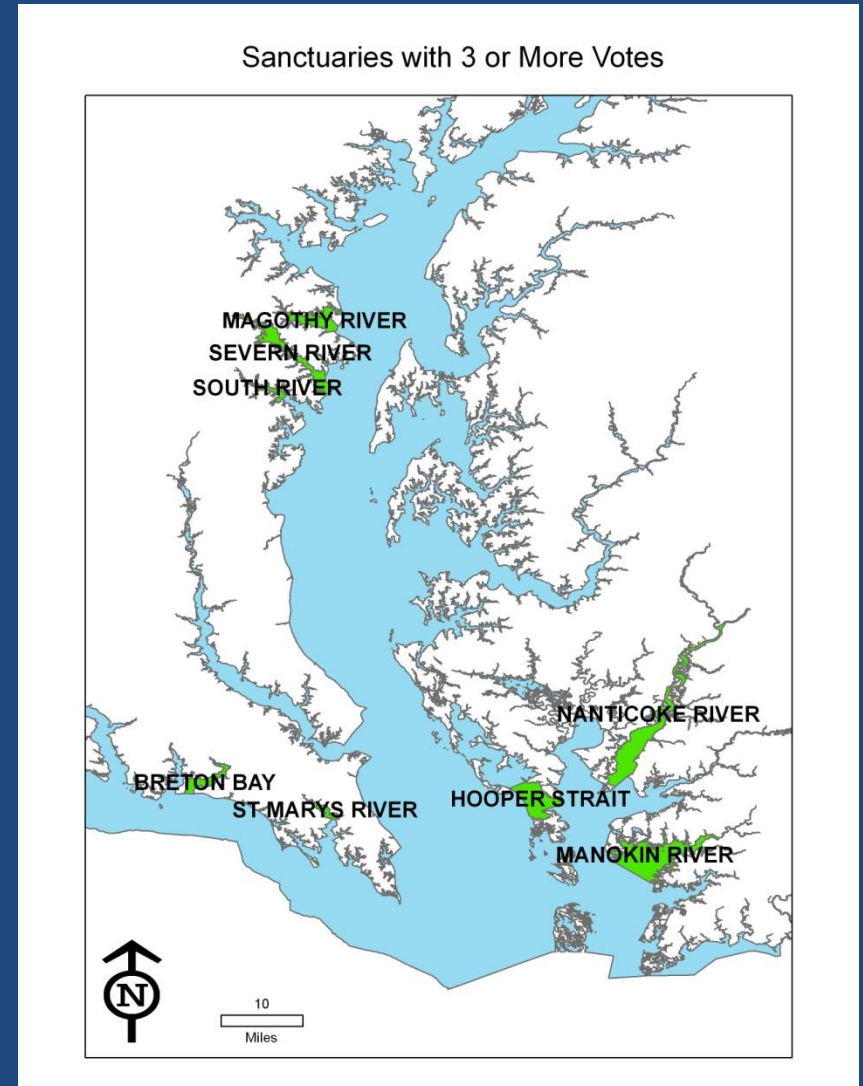 Sanctuaries with 3 or More Votes
MAGOTHY RIVER
SEVERN RIVER
SOUTH RIVER
NANTICOKE RIVER
BRETON BAY
HOOPER STRAIT
ST MARYS RIVER
MANOKIN RIVER
N
10
Miles